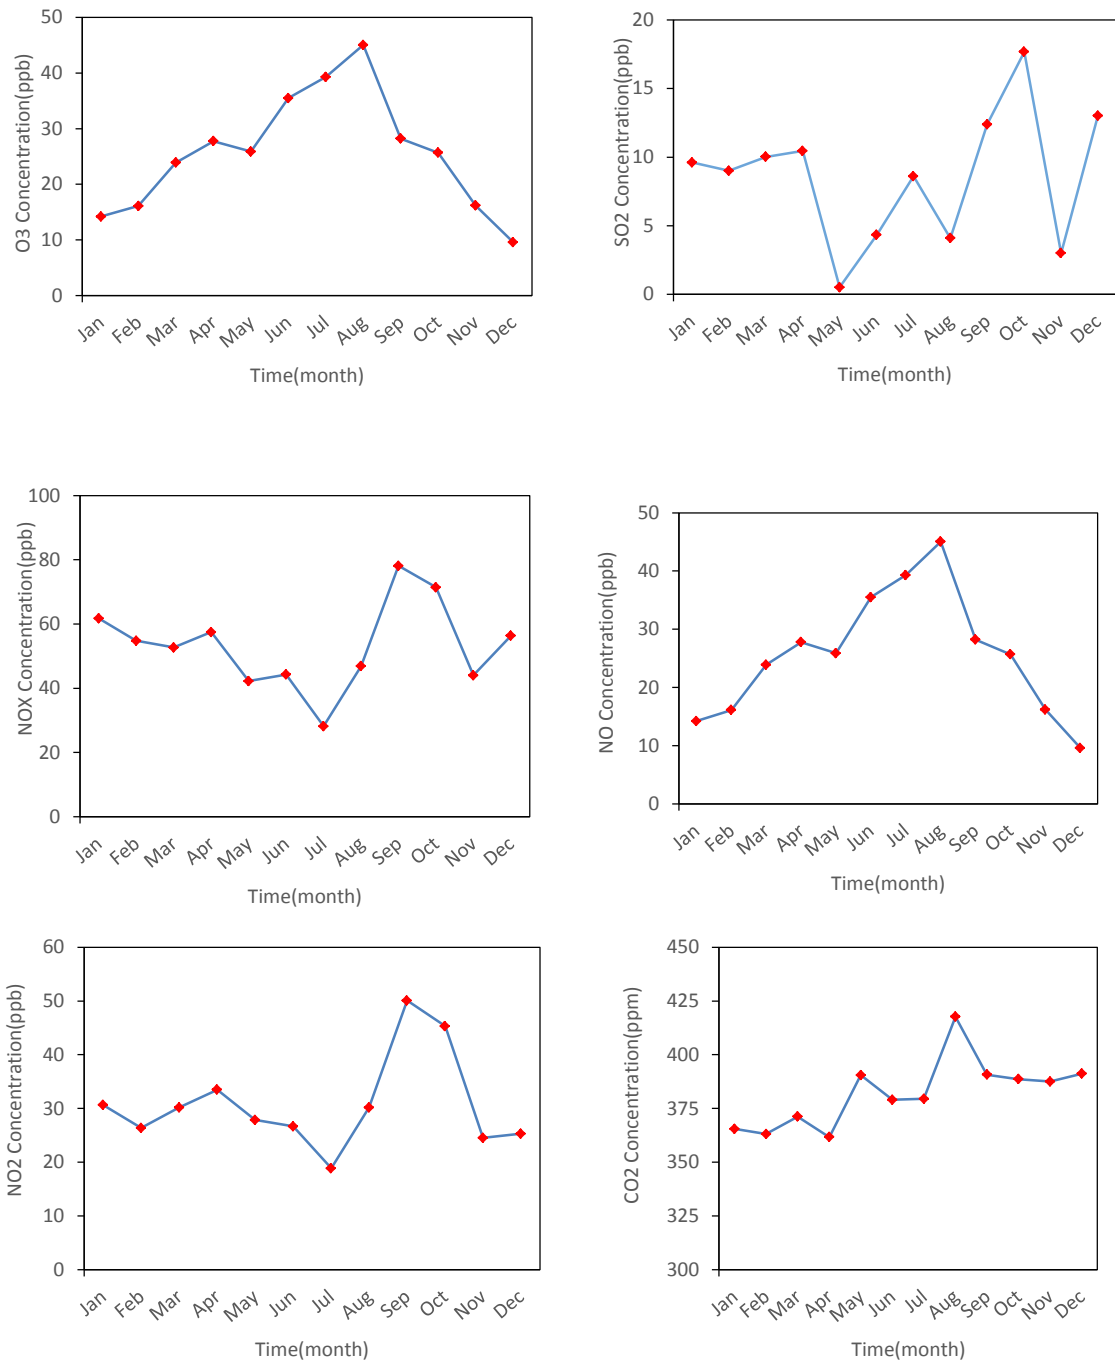 O3 Concentration(ppb)
50
40
30
20
10
0
Jan Feb Mar Apr May Jun Jul Aug Sep Oct Nov Dec
Time(month)
SO2 Concentration(ppb)
20
15
10
5
0
Jan Feb Mar Apr May Jun Jul Aug Sep Oct Nov Dec
Time(month)
NOX Concentration(ppb)
100
80
60
40
20
0
Jan Feb Mar Apr May Jun Jul Aug Sep Oct Nov Dec
Time(month)
NO Concentration(ppb)
50
40
30
20
10
0
Jan Feb Mar Apr May Jun Jul Aug Sep Oct Nov Dec
Time(month)
NO2 Concentration(ppb)
60
50
40
30
20
10
0
Jan Feb Mar Apr May Jun Jul Aug Sep Oct Nov Dec
Time(month)
CO2 Concentration(ppm)
450
425
400
375
350
325
300
Jan Feb Mar Apr May Jun Jul Aug Sep Oct Nov Dec
Time(month)